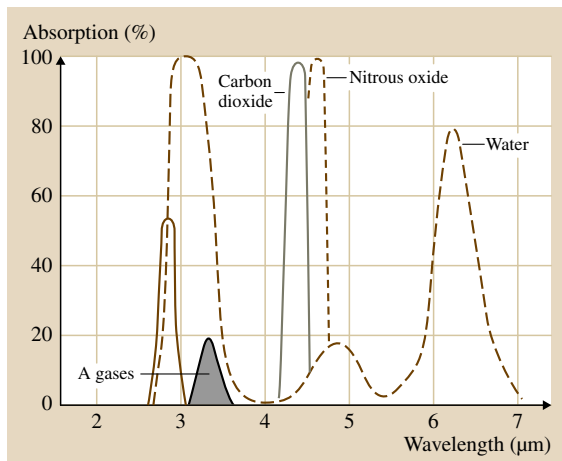 Absorption (%)
100
80
60
40
20
0
Carbon
dioxide
Nitrous oxide
Water
A gases
2 3 4 5 6 7
Wavelength (µm)